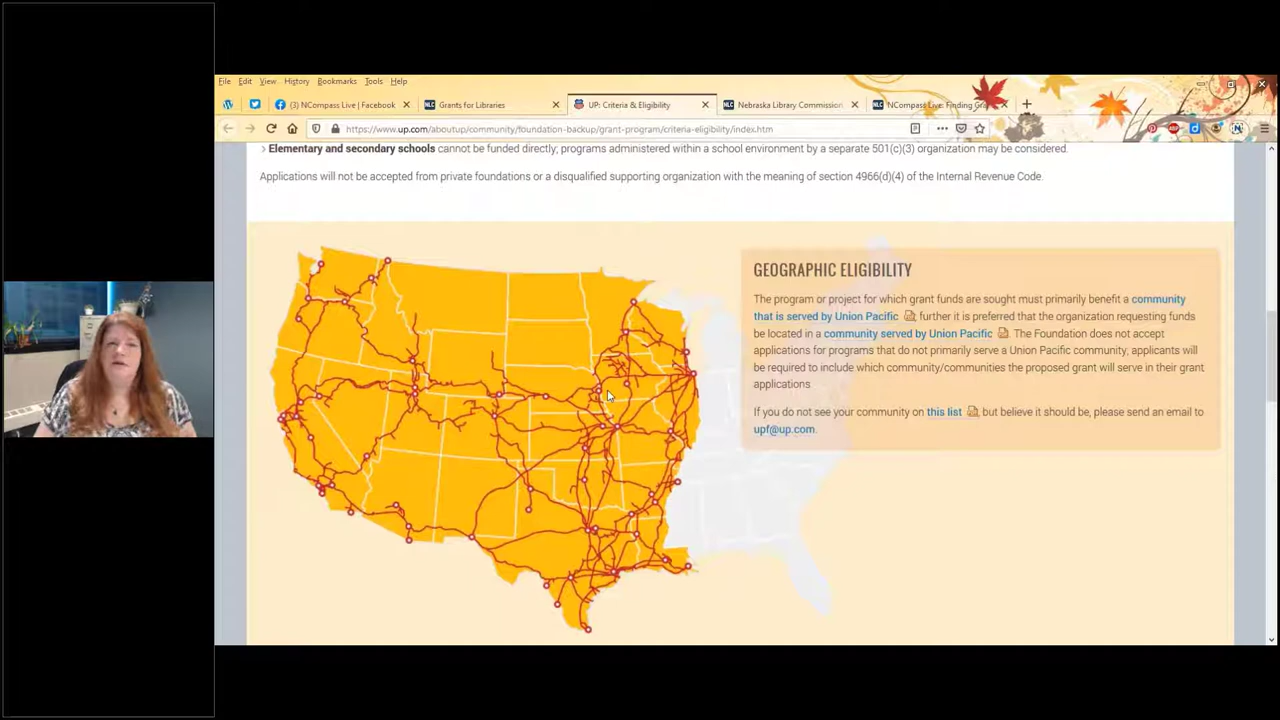 File Edit View History Bookmarks Tools Help
(3) NCompass Live | Facebook
Grants for Libraries
UP: Criteria & Eligibility
Nebraska Library Commission
NCompass Live: Finding
https://www.up.com/aboutup/community/foundation-backup/grant-program/criteria-eligibility/index.htm
› Elementary and secondary schools cannot be funded directly; programs administered within a school environment by a separate 501(c)(3) organization may be considered.
Applications will not be accepted from private foundations or a disqualified supporting organization with the meaning of section 4966(d)(4) of the Internal Revenue Code.
GEOGRAPHIC ELIGIBILITY
The program or project for which grant funds are sought must primarily benefit a community
that is served by Union Pacific further it is preferred that the organization requesting funds
be located in a community served by Union Pacific . The Foundation does not accept
applications for programs that do not primarily serve a Union Pacific community; applicants will
be required to include which community/communities the proposed grant will serve in their grant
applications
If you do not see your community on this list , but believe it should be, please send an email to
upf@up.com.